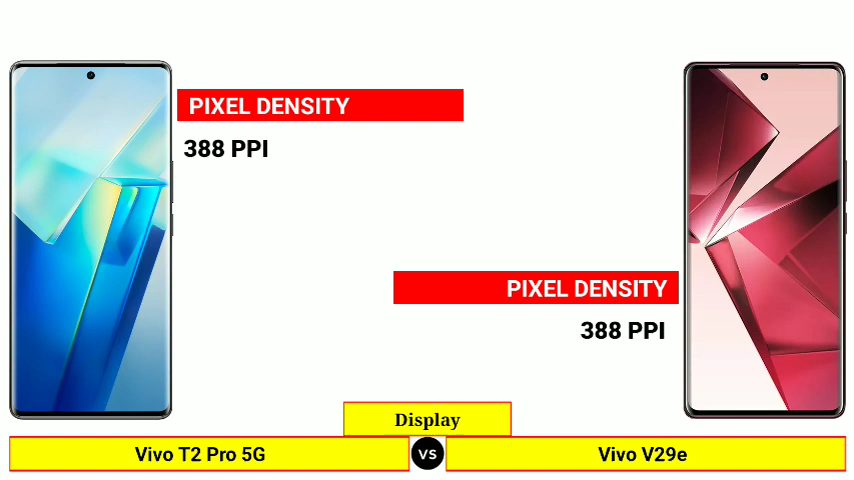 PIXEL DENSITY
388 PPI
PIXEL DENSITY
388 PPI
Display
Vivo T2 Pro 5G
VS
Vivo V29e